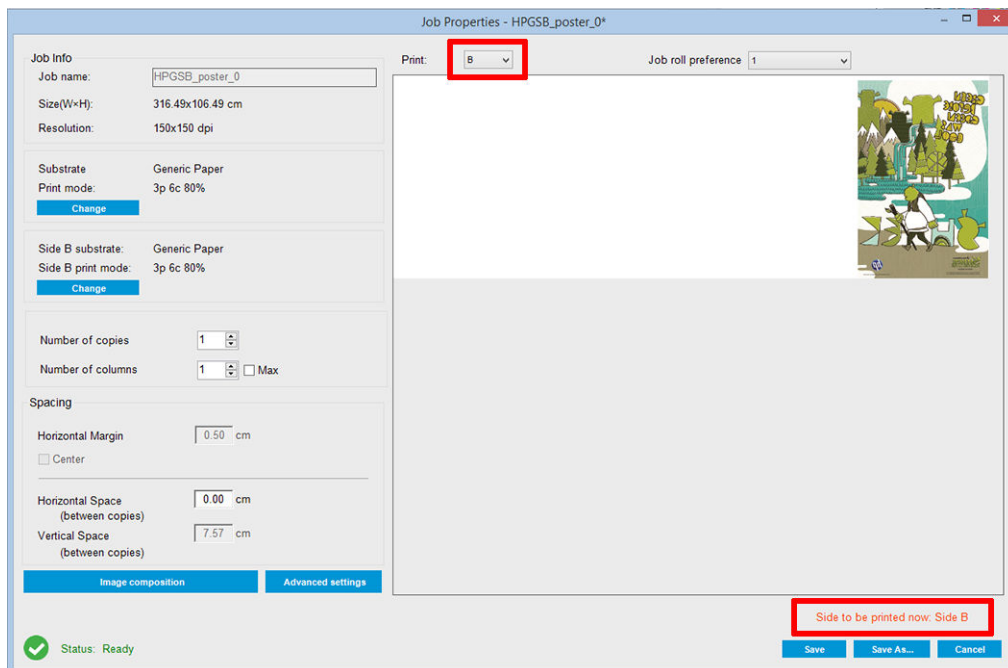 Job Properties - HPGSB_poster_0*
Job Info
Job name: HPGSB_poster_0
Size(W×H): 316.49x106.49 cm
Resolution: 150x150 dpi
Substrate Generic Paper
Print mode: 3p 6c 80%
Change
Side B substrate: Generic Paper
Side B print mode: 3p 6c 80%
Change
Number of copies 1
Number of columns 1 Max
Spacing
Horizontal Margin 0.50 cm
Center
Horizontal Space 0.00 cm
(between copies)
Vertical Space 7.57 cm
(between copies)
Image composition Advanced settings
Status: Ready
Print: B Job roll preference 1
Side to be printed now: Side B
Save Save As... Cancel